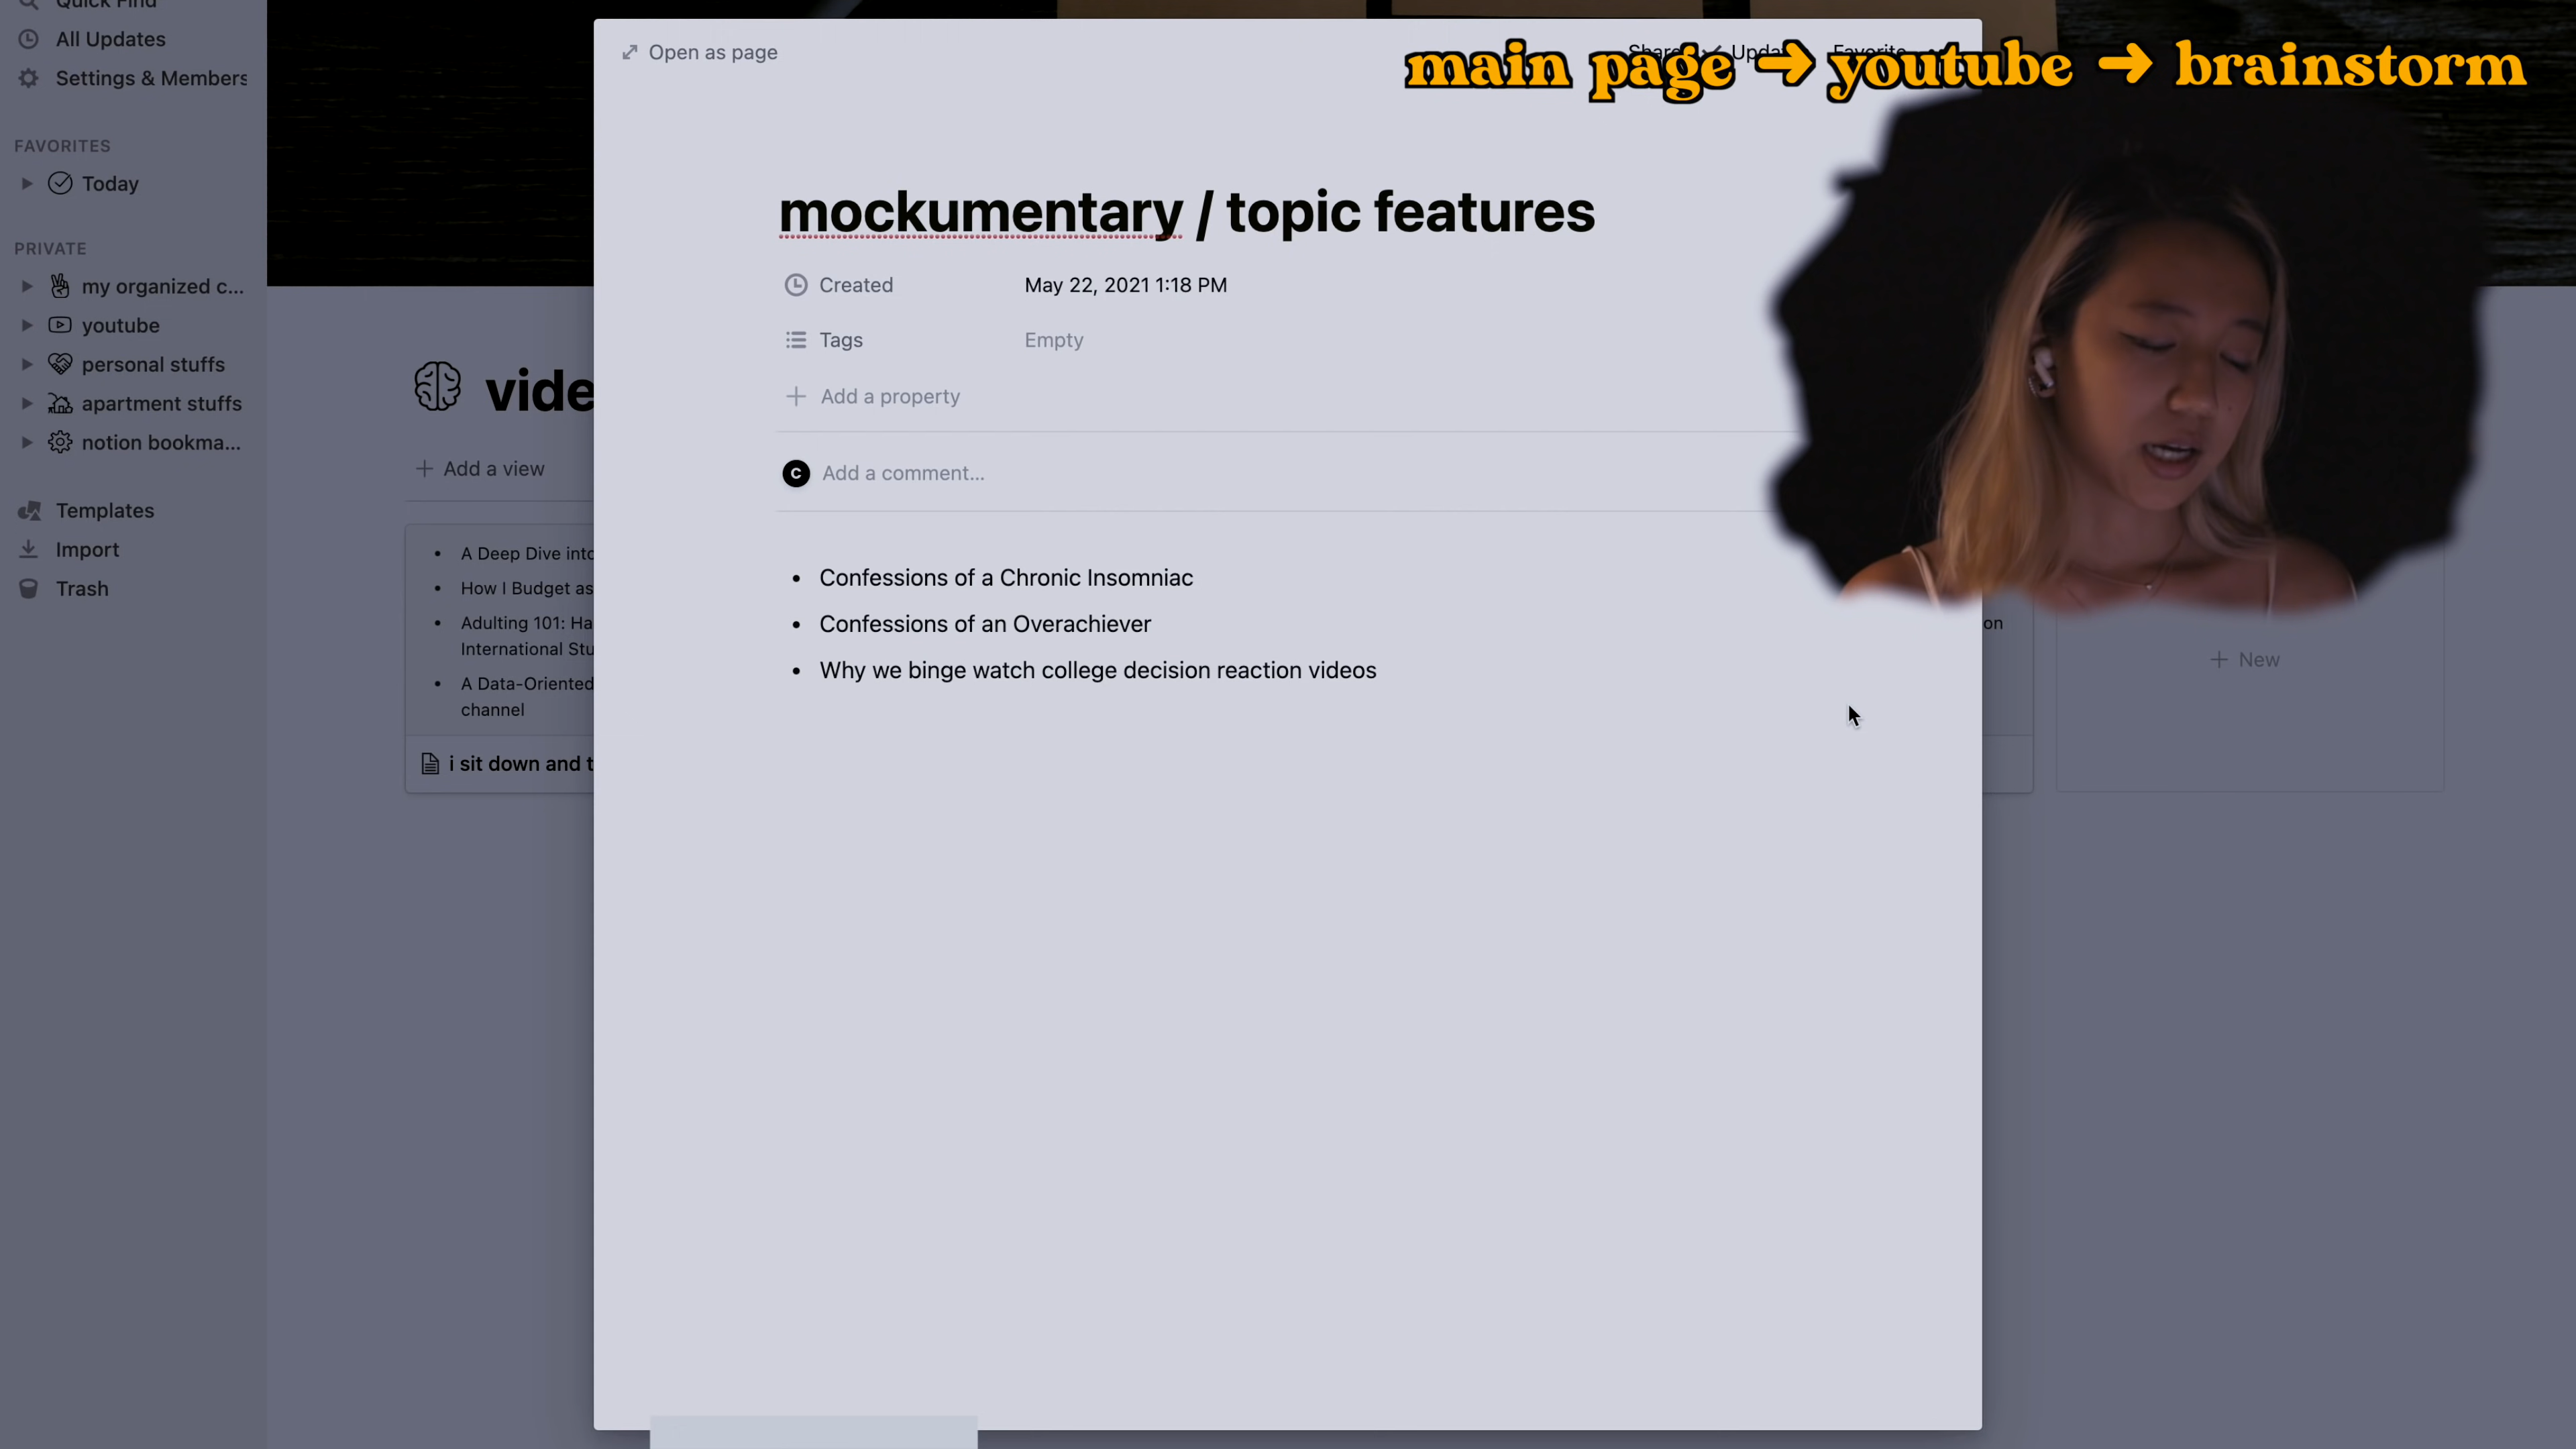 Quick Find
All Updates
Settings & Members
FAVORITES
Today
PRIVATE
my organized c...
youtube
personal stuffs
apartment stuffs
notion bookma...
Templates
Import
Trash
vide
Add a view
A Deep Dive into
How I Budget as
Adulting 101: Ha
International Stu
A Data-Oriented
channel
i sit down and t
Open as page
Share
Favorite
main page → youtube → brainstorm
mockumentary / topic features
Created May 22, 2021 1:18 PM
Tags Empty
Add a property
C Add a comment...
Confessions of a Chronic Insomniac
Confessions of an Overachiever
Why we binge watch college decision reaction videos
on
New